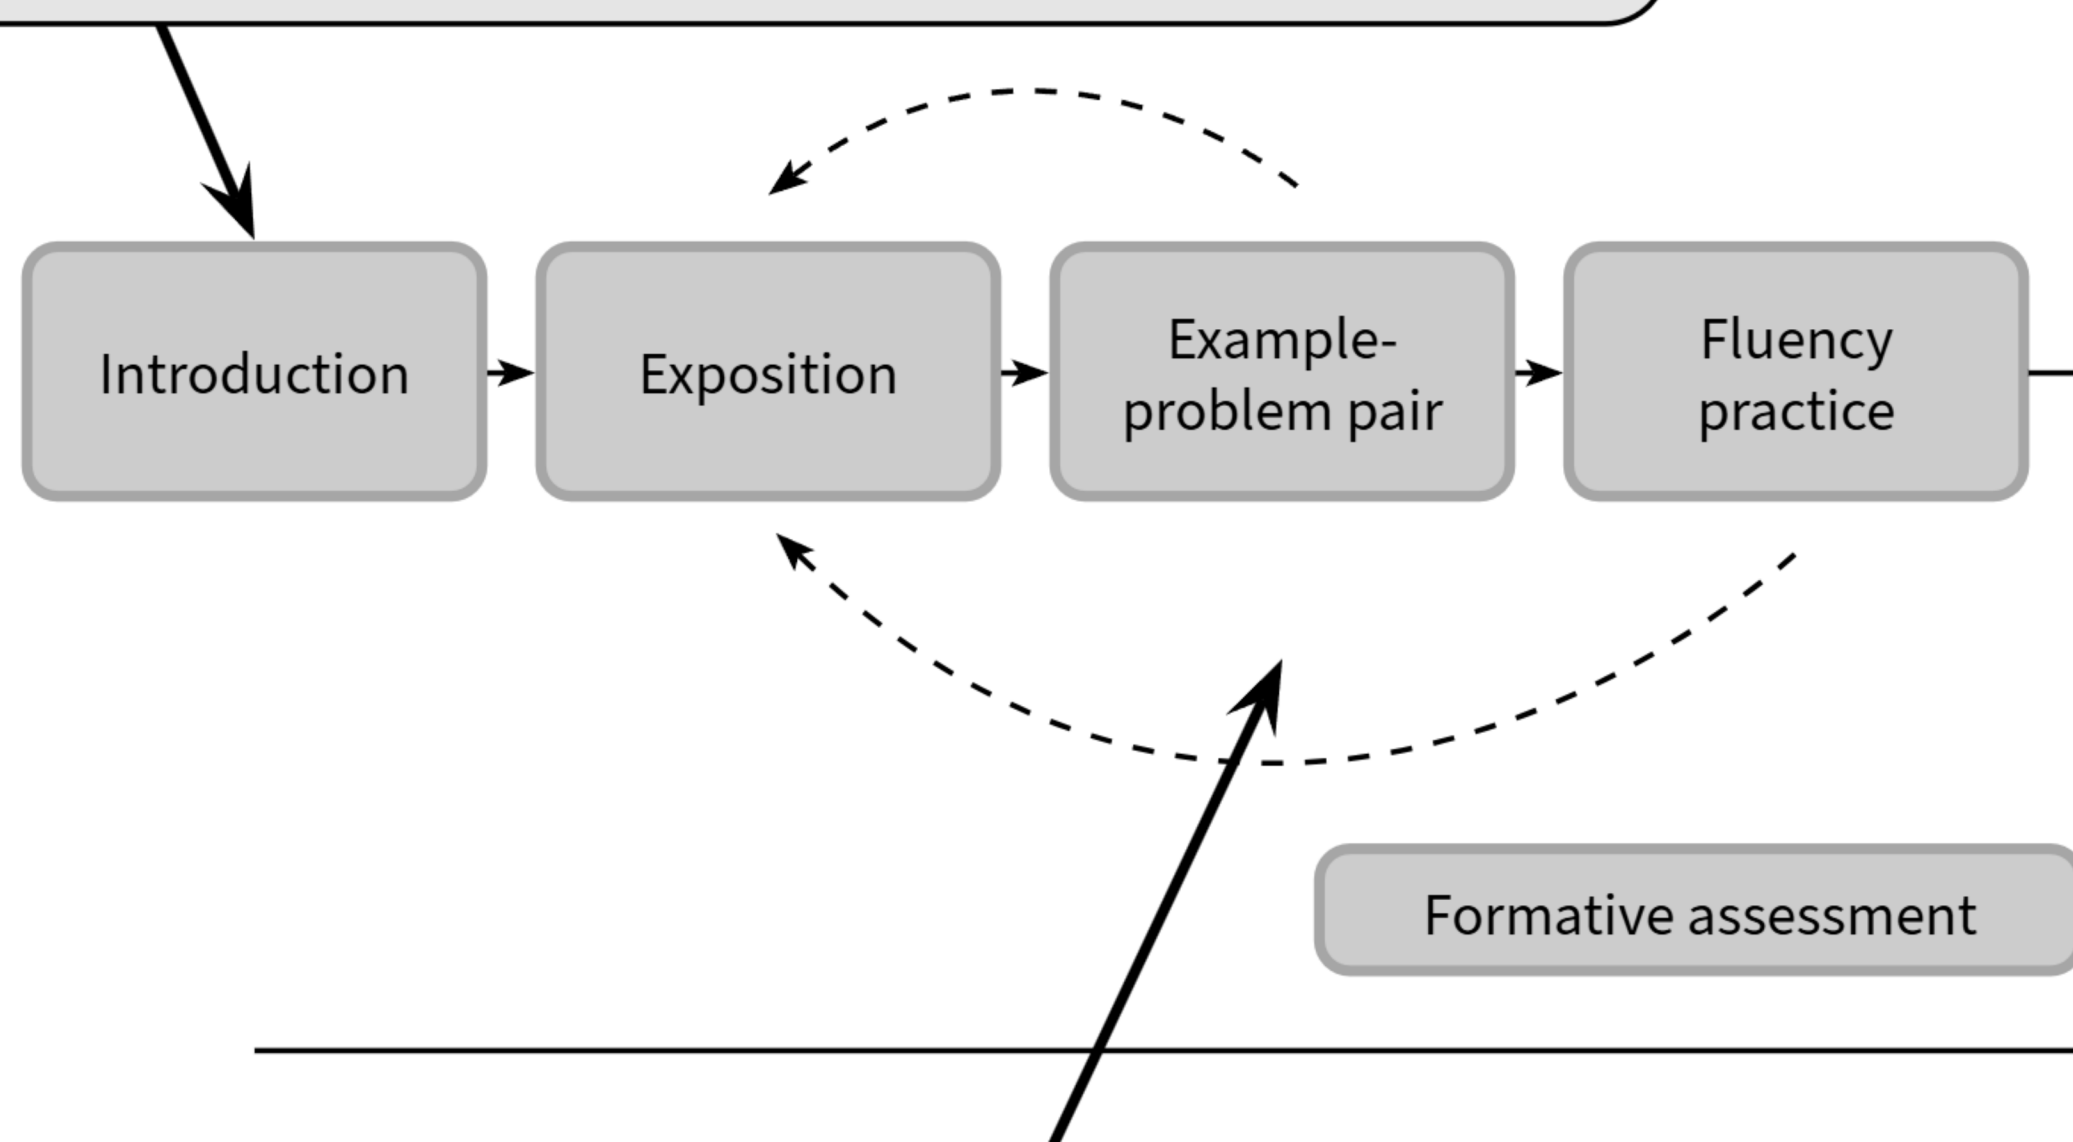 Introduction
Exposition
Example-
problem pair
Fluency
practice
Formative assessment